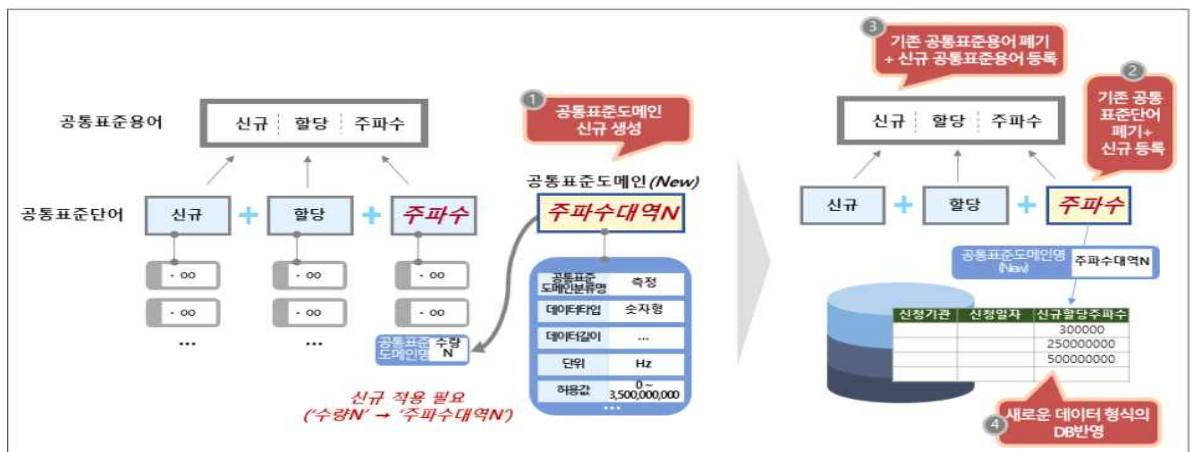 공통표준용어
신규 할당 주파수
공통표준단어
신규 + 할당 + 주파수
- 00 - 00 - 00
- 00 - 00 - 00
... ...
공통표준
도메인명
수량
N
신규 적용 필요
('수량N' → '주파수대역N')
1
공통표준도메인
신규 생성
공통표준도메인(New)
주파수대역N
공통표준
도메인분류명
측정
데이터타입 숫자형
데이터길이 ...
단위 Hz
허용값
0 ~
3,500,000,000
...
3
기존 공통표준용어 폐기
+ 신규 공통표준용어 등록
2
기존 공통
표준단어
폐기+
신규 등록
신규 할당 주파수
신규 + 할당 + 주파수
공통표준도메인명
(Nav)
주파수대역N
신청기관 신청일자 신규할당주파수
300000
250000000
500000000
4
새로운 데이터 형식의
DB반영